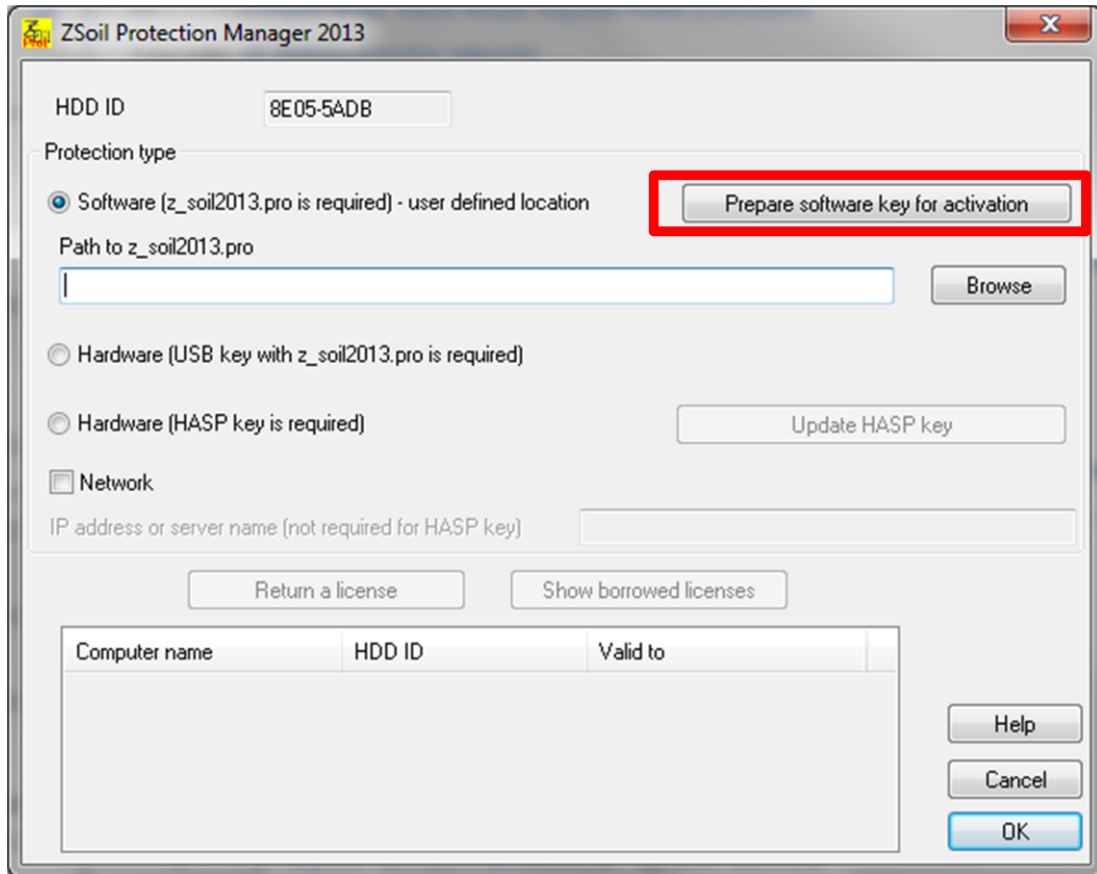 ZSoil Protection Manager 2013
HDD ID
8E05-5ADB
Protection type
Software (z_soil2013.pro is required) - user defined location
Prepare software key for activation
Path to z_soil2013.pro
Browse
Hardware (USB key with z_soil2013.pro is required)
Hardware (HASP key is required)
Update HASP key
Network
IP address or server name (not required for HASP key)
Return a license
Show borrowed licenses
Computer name
HDD ID
Valid to
Help
Cancel
OK